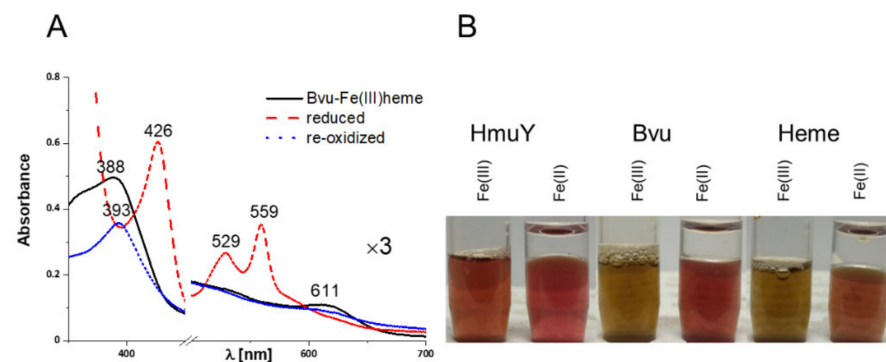 A
B
0.8
0.6
0.4
0.2
0
Absorbance
Bvu-Fe(III)heme
reduced
re-oxidized
388
393
426
529
559
611
×3
400
600
700
λ [nm]
HmuY Bvu Heme
Fe(III) Fe(II) Fe(III) Fe(II) Fe(III) Fe(II)